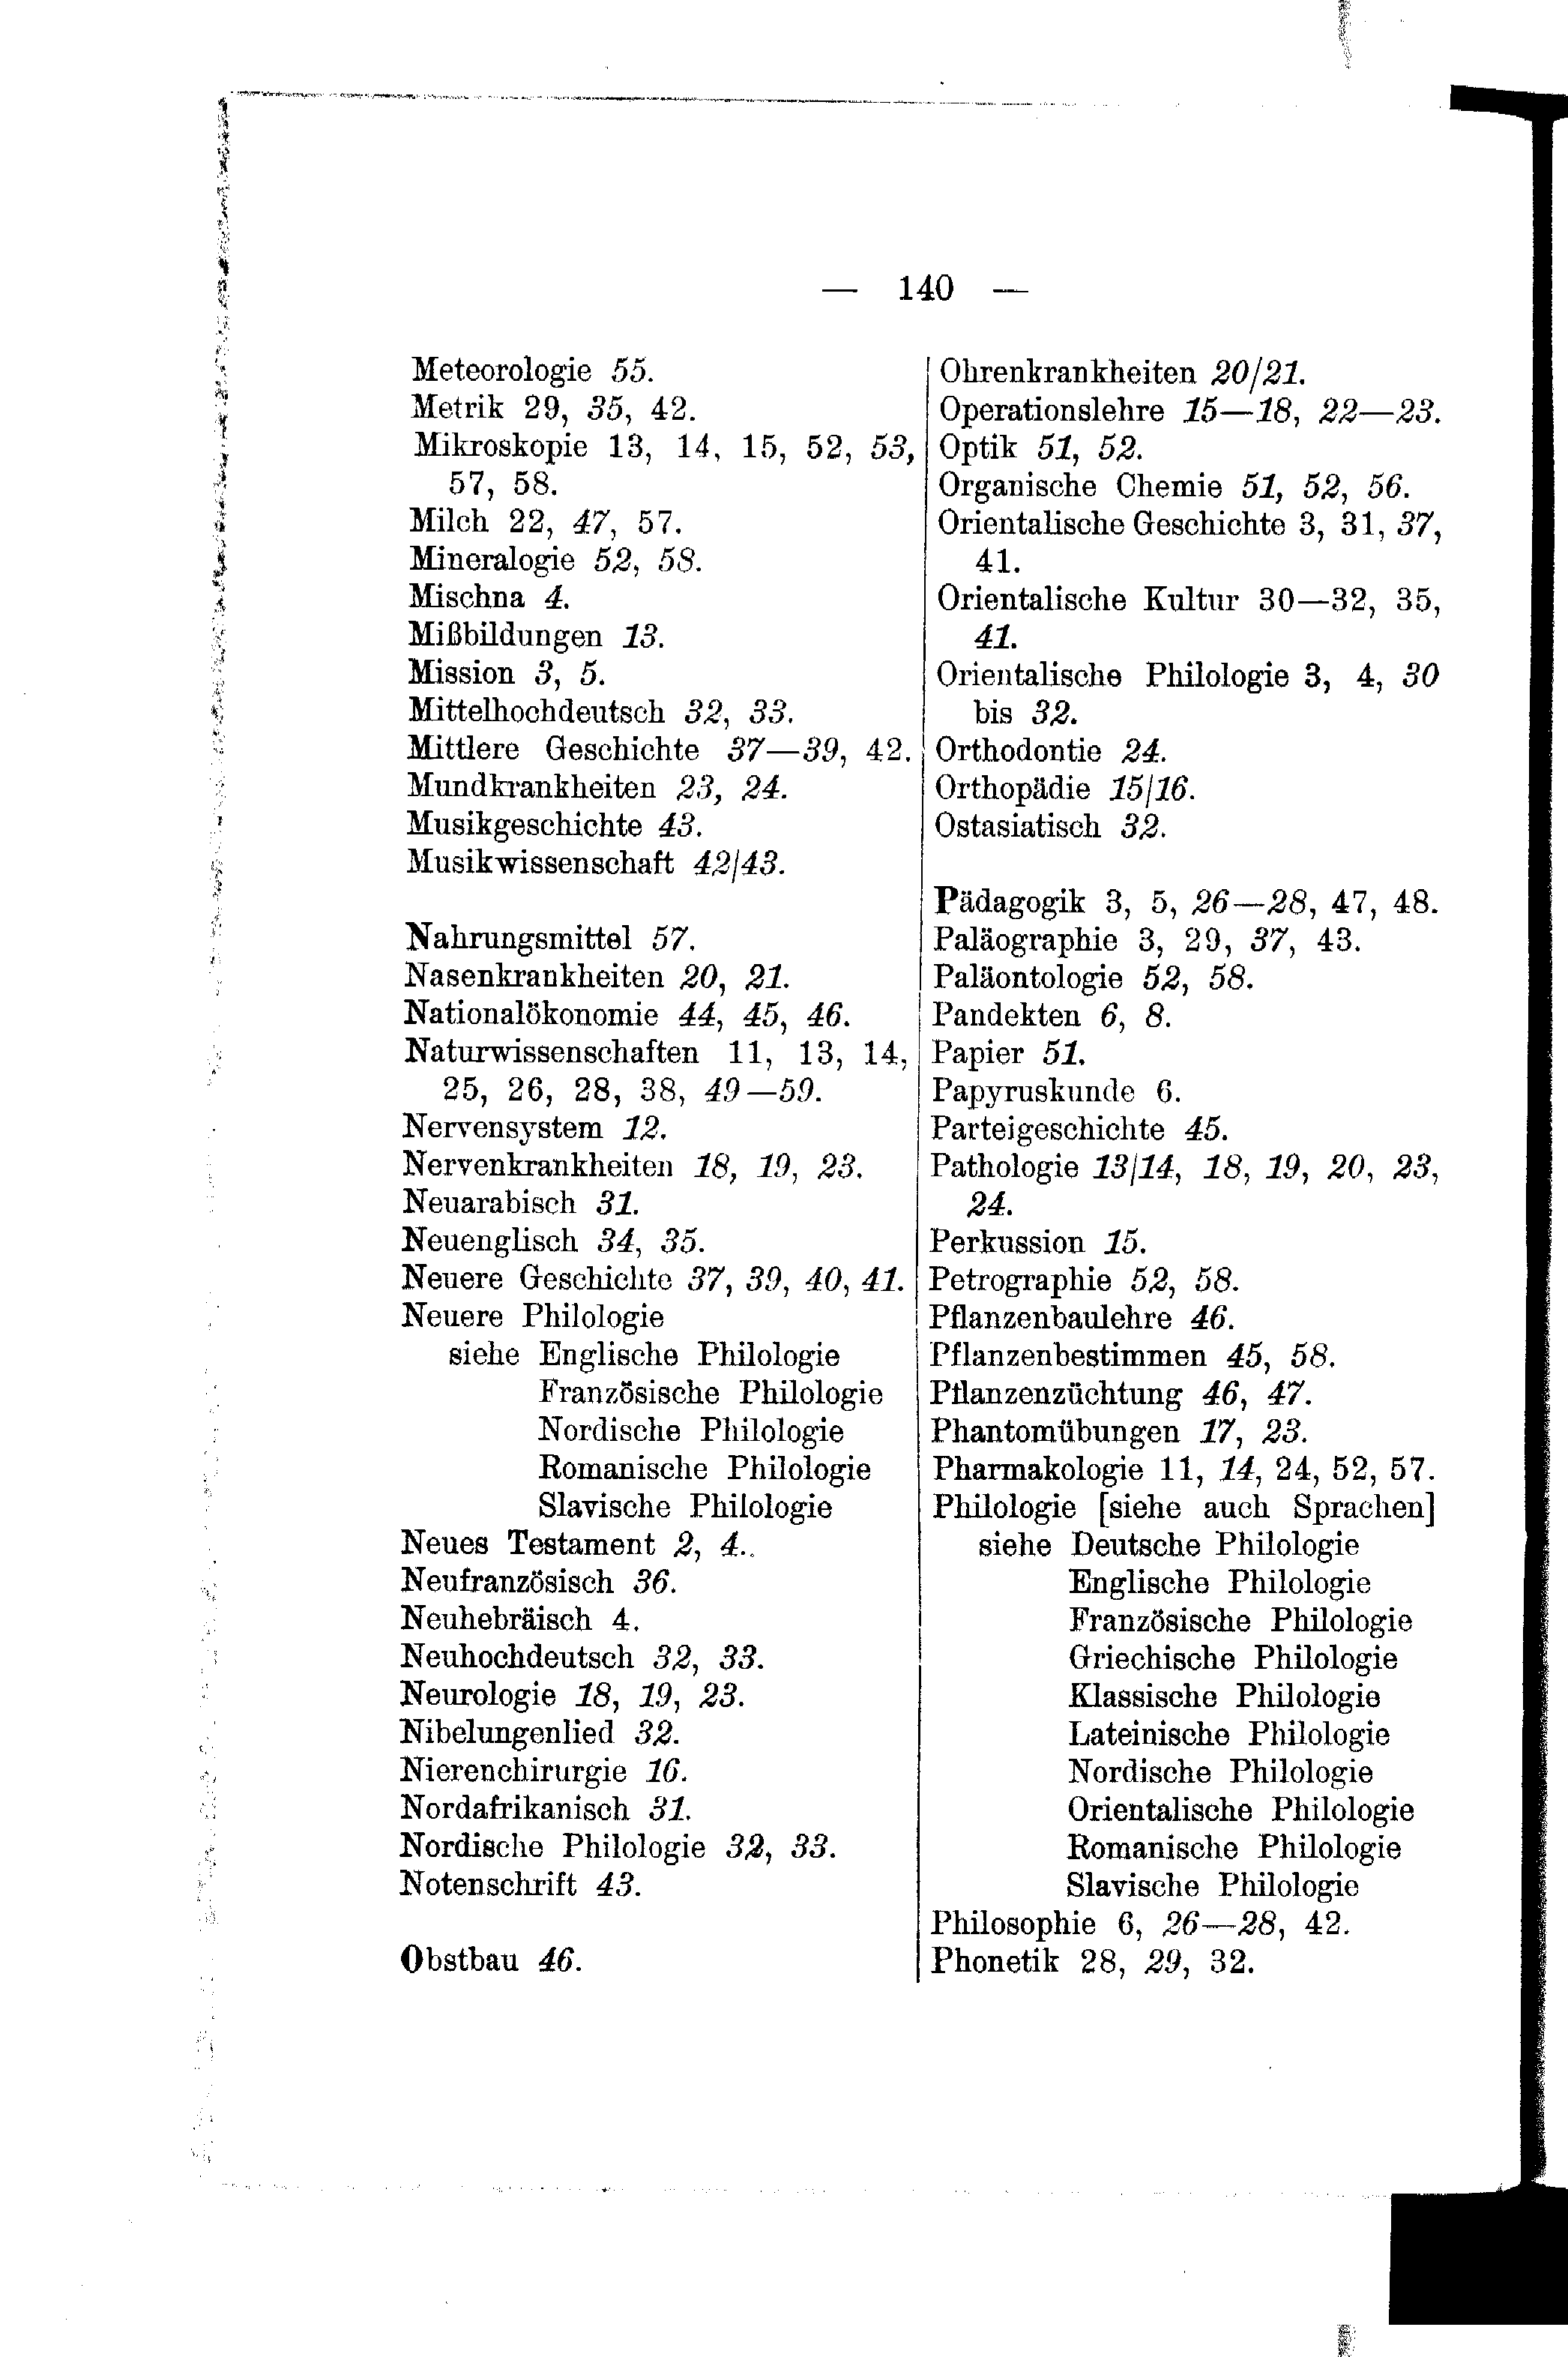 — 140 —
Meteorologie 55.
Metrik 29, 35, 42.
Mikroskopie 13, 14, 15, 52, 53,
57, 58.
Milch 22, 47, 57.
Mineralogie 52, 58.
Mischna 4.
Mißbildungen 13.
Mission 3, 5.
Mittelhochdeutsch 32, 33.
Mittlere Geschichte 37—39, 42.
Mundkrankheiten 23, 24.
Musikgeschichte 43.
Musikwissenschaft 42/43.
Nahrungsmittel 57.
Nasenkrankheiten 20, 21.
Nationalökonomie 44, 45, 46.
Naturwissenschaften 11, 13, 14,
25, 26, 28, 38, 49—59.
Nervensystem 12.
Nervenkrankheiten 18, 19, 23.
Neuarabisch 31.
Neuenglisch 34, 35.
Neuere Geschichte 37, 39, 40, 41.
Neuere Philologie
siehe Englische Philologie
Französische Philologie
Nordische Philologie
Romanische Philologie
Slavische Philologie
Neues Testament 2, 4.
Neufranzösisch 36.
Neuhebräisch 4.
Neuhochdeutsch 32, 33.
Neurologie 18, 19, 23.
Nibelungenlied 32.
Nierenchirurgie 16.
Nordafrikanisch 31.
Nordische Philologie 32, 33.
Notenschrift 43.
Obstbau 46.
Ohrenkrankheiten 20/21.
Operationslehre 15—18, 22—23.
Optik 51, 52.
Organische Chemie 51, 52, 56.
Orientalische Geschichte 3, 31, 37,
41.
Orientalische Kultur 30—32, 35,
41.
Orientalische Philologie 3, 4, 30
bis 32.
Orthodontie 24.
Orthopädie 15/16.
Ostasiatisch 32.
Pädagogik 3, 5, 26—28, 47, 48.
Paläographie 3, 29, 37, 43.
Paläontologie 52, 58.
Pandekten 6, 8.
Papier 51.
Papyruskunde 6.
Parteigeschichte 45.
Pathologie 13/14, 18, 19, 20, 23,
24.
Perkussion 15.
Petrographie 52, 58.
Pflanzenbaulehre 46.
Pflanzenbestimmen 45, 58.
Pflanzenzüchtung 46, 47.
Phantomübungen 17, 23.
Pharmakologie 11, 14, 24, 52, 57.
Philologie [siehe auch Sprachen]
siehe Deutsche Philologie
Englische Philologie
Französische Philologie
Griechische Philologie
Klassische Philologie
Lateinische Philologie
Nordische Philologie
Orientalische Philologie
Romanische Philologie
Slavische Philologie
Philosophie 6, 26—28, 42.
Phonetik 28, 29, 32.